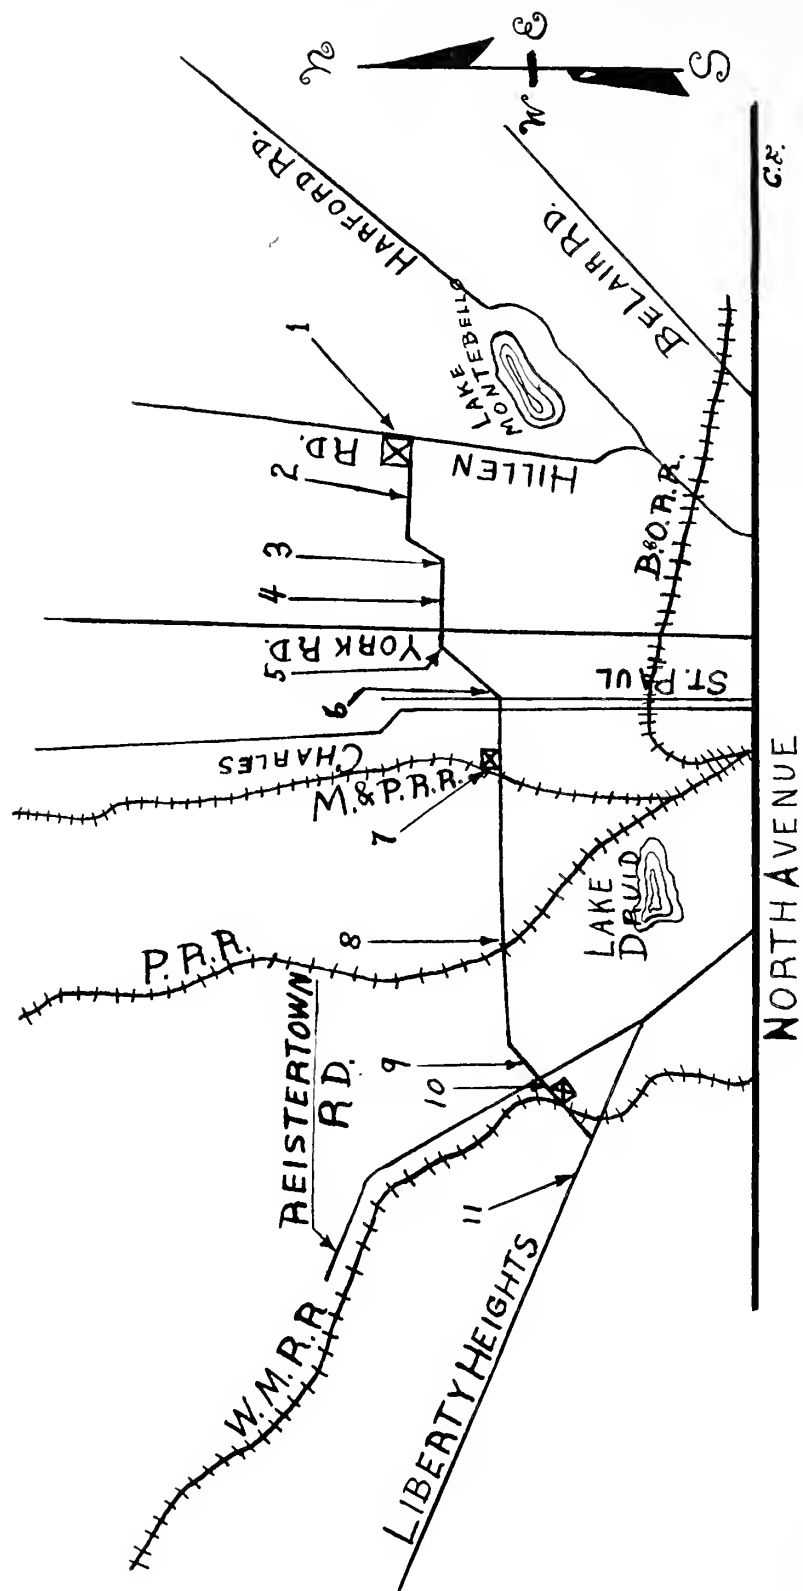 N
W E
S
HARFORD RD.
BELAIR RD.
LAKE
MONTEBELLO
1
HILLEN
RD.
2
3
4
5
YORK RD.
6
ST. PAUL
CHARLES
B.&O.R.R.
M.&P.R.R.
7
P.R.R.
8
LAKE
DRUID
REISTERTOWN
RD.
9
10
11
W.M.R.R
LIBERTY HEIGHTS
NORTH AVENUE
C.E.